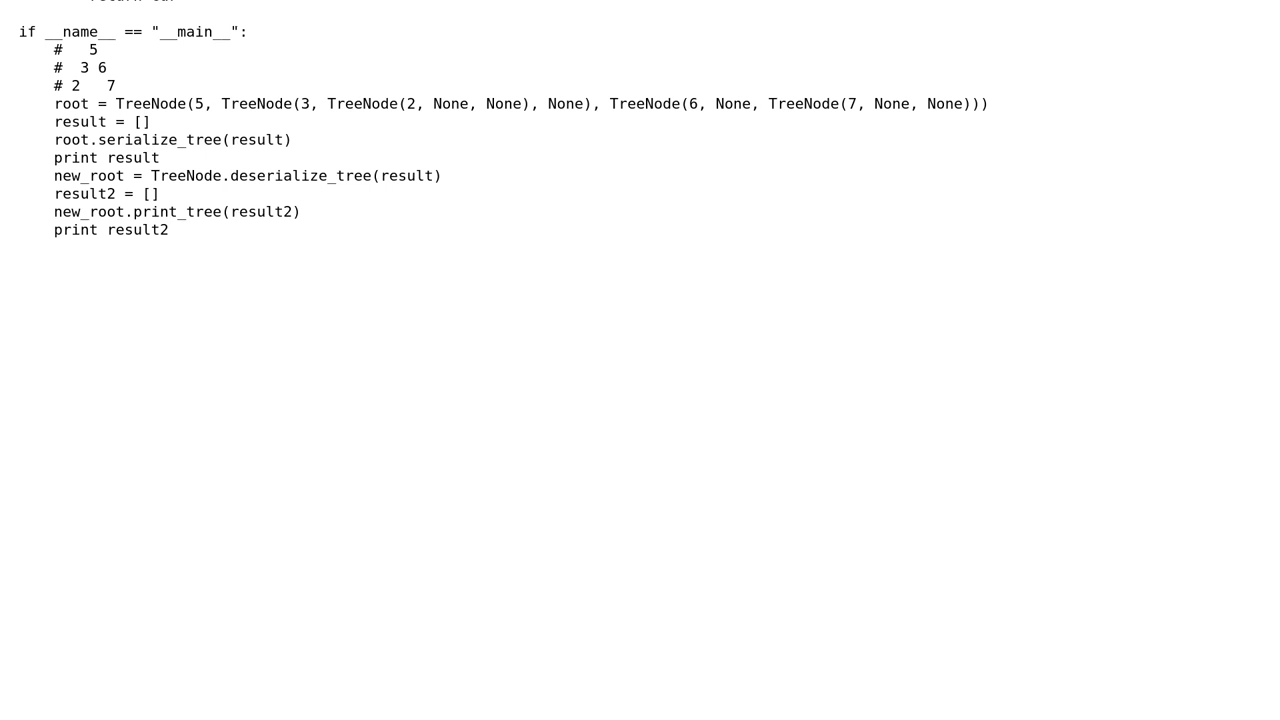 if __name__ == "__main__":
    #   5
    #  3 6
    # 2   7
    root = TreeNode(5, TreeNode(3, TreeNode(2, None, None), None), TreeNode(6, None, TreeNode(7, None, None)))
    result = []
    root.serialize_tree(result)
    print result
    new_root = TreeNode.deserialize_tree(result)
    result2 = []
    new_root.print_tree(result2)
    print result2